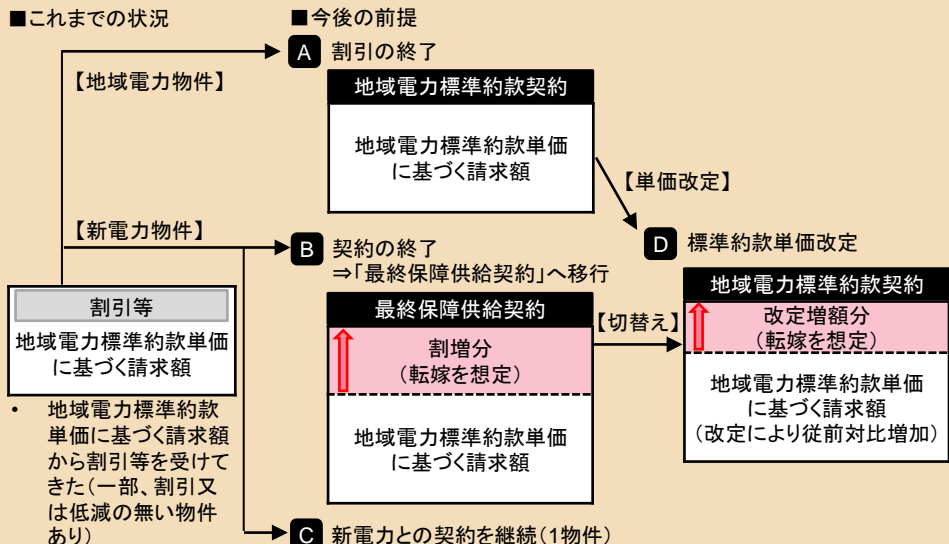 ■これまでの状況
■今後の前提
A 割引の終了
【地域電力物件】
地域電力標準約款契約
地域電力標準約款単価
に基づく請求額
【単価改定】
【新電力物件】
B 契約の終了
⇒「最終保障供給契約」へ移行
D 標準約款単価改定
最終保障供給契約
割増分
(転嫁を想定)
地域電力標準約款単価
に基づく請求額
【切替え】
地域電力標準約款契約
改定増額分
(転嫁を想定)
地域電力標準約款単価
に基づく請求額
(改定により従前対比増加)
割引等
地域電力標準約款単価
に基づく請求額
• 地域電力標準約款
単価に基づく請求額
から割引等を受けて
きた(一部、割引又
は低減の無い物件
あり)
C 新電力との契約を継続(1物件)